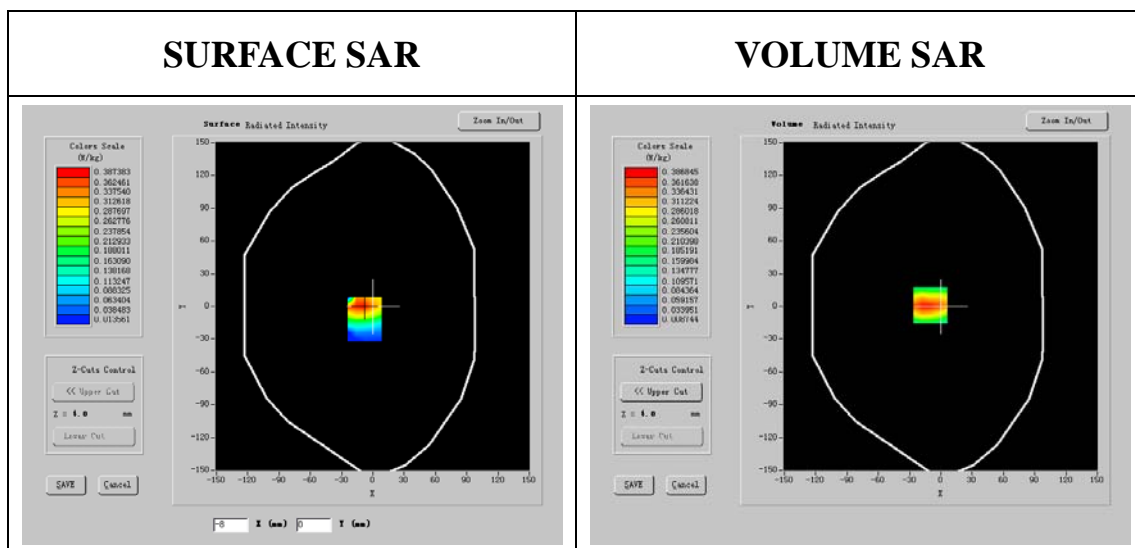 SURFACE SAR
VOLUME SAR
Surface Radiated Intensity
Zoom In/Out
Colors Scale
(W/kg)
0.387383
0.362461
0.337540
0.312618
0.287697
0.262776
0.237854
0.212933
0.188011
0.163090
0.138168
0.113247
0.088325
0.063404
0.038483
0.013561
150
90
60
30
0
-30
-60
-90
-120
-150
-150 -120 -90 -60 -30 0 30 60 90 120 150
X
Y
Z-Cuts Control
<< Upper Cut
Z = 4.0 mm
Lower Cut
SAVE
Cancel
-8 X (mm) 0 Y (mm)
Volume Radiated Intensity
Zoom In/Out
Colors Scale
(W/kg)
0.386845
0.361638
0.336431
0.311224
0.286018
0.260811
0.235604
0.210398
0.185191
0.159984
0.134777
0.109571
0.084364
0.059157
0.033951
0.008744
150
120
90
60
30
0
-30
-60
-90
-120
-150
-150 -120 -90 -60 -30 0 30 60 90 120 150
X
Y
Z-Cuts Control
<< Upper Cut
Z = 4.0 mm
Lower Cut
SAVE
Cancel